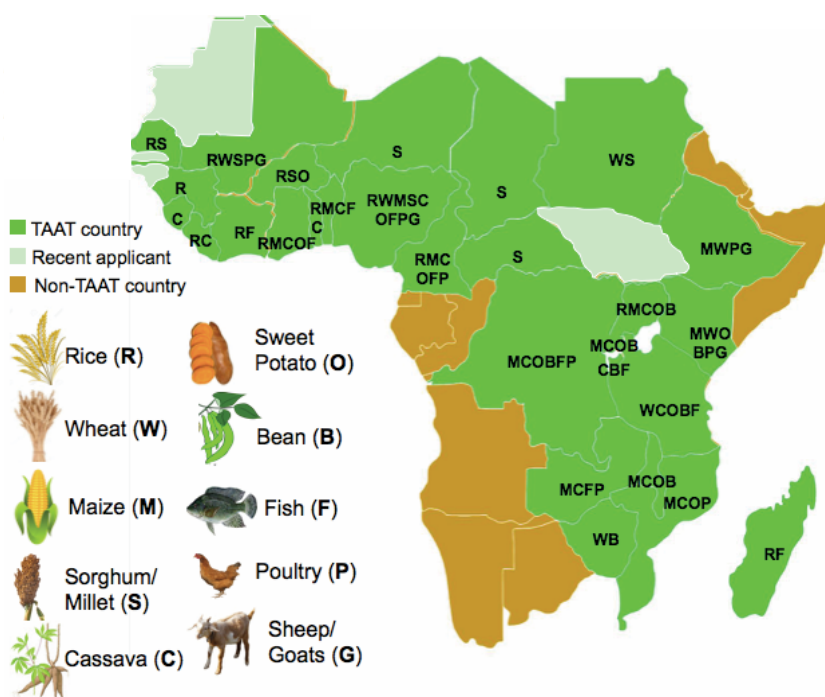 RS
RWSPG
S
WS
RSO
R
RMCF
RWMSC
OFPG
S
C
C
RF
RC
RMCOF
RMC
OFP
S
MWPG
TAAT country
Recent applicant
Non-TAAT country
RMCOB
MWO
BPG
MCOB
MCOBFP
CBF
WCOBF
MCFP
MCOB
MCOP
WB
RF
Rice (R)
Sweet
Potato (O)
Wheat (W)
Bean (B)
Maize (M)
Fish (F)
Sorghum/
Millet (S)
Poultry (P)
Cassava (C)
Sheep/
Goats (G)